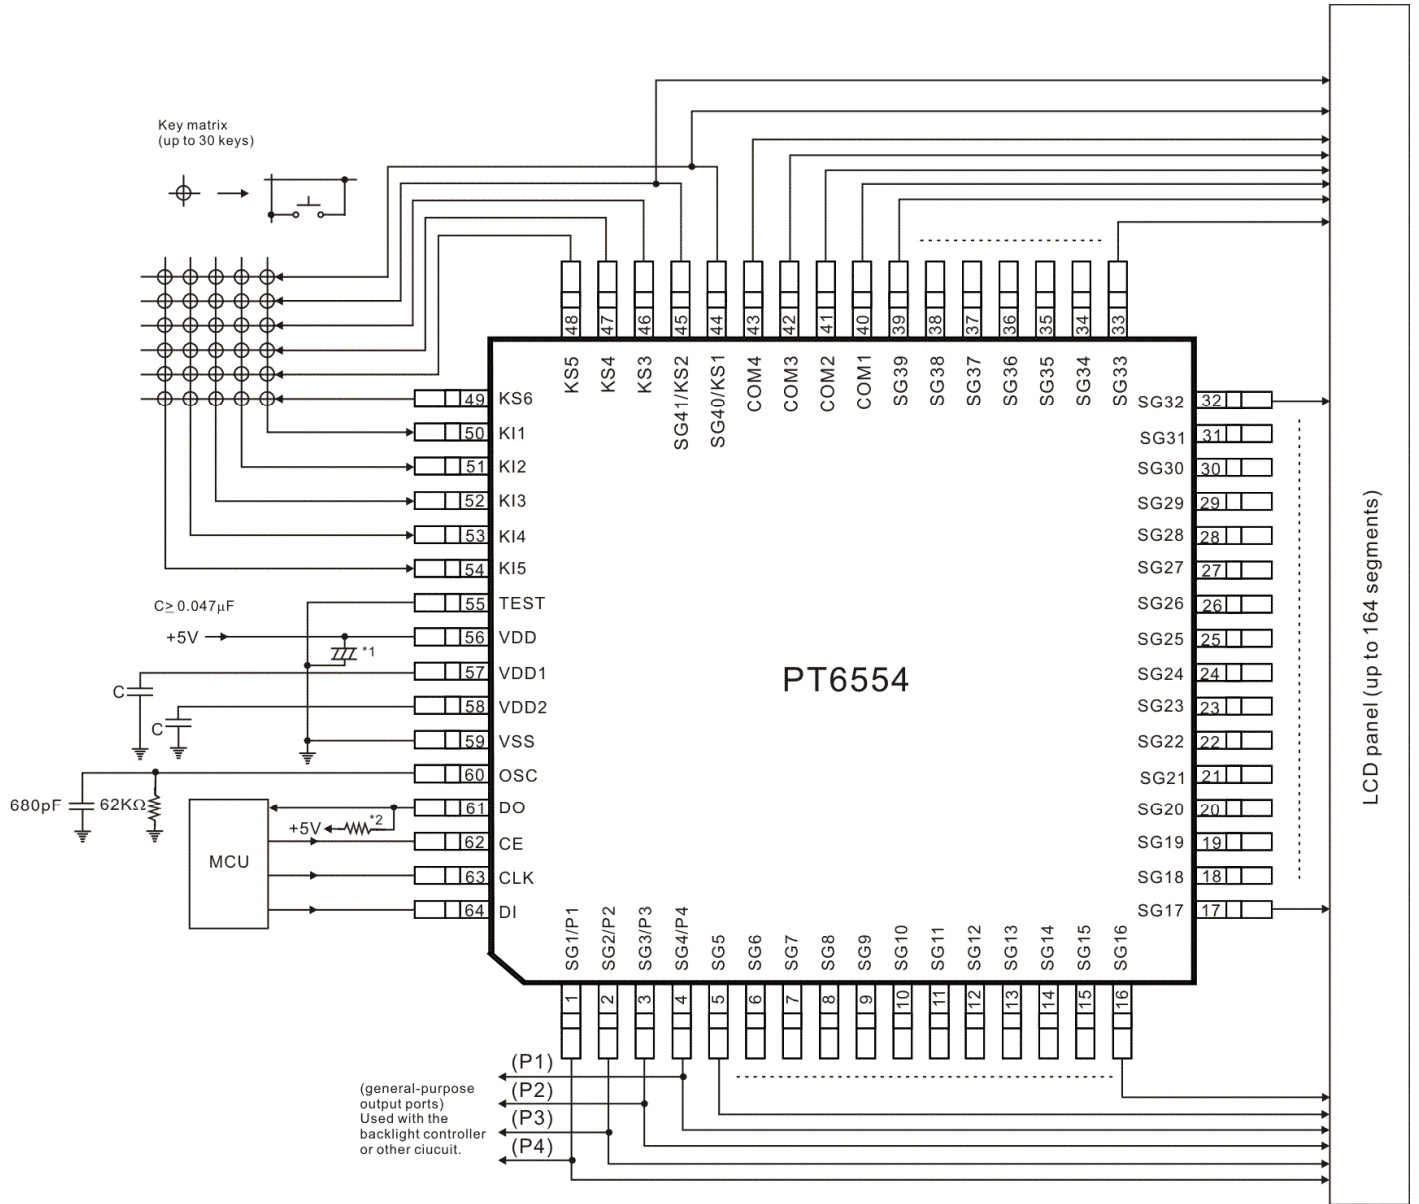 Key matrix
(up to 30 keys)
48 47 46 45 44 43 42 41 40 39 38 37 36 35 34 33
KS5 KS4 KS3 SG41/KS2 SG40/KS1 COM4 COM3 COM2 COM1 SG39 SG38 SG37 SG36 SG35 SG34 SG33
49 KS6
50 KI1
51 KI2
52 KI3
53 KI4
54 KI5
55 TEST
56 VDD
57 VDD1
58 VDD2
59 VSS
60 OSC
61 DO
62 CE
63 CLK
64 DI
C≥0.047μF
+5V
*1
C
C
680pF
62KΩ
+5V
*2
MCU
PT6554
SG32 32
SG31 31
SG30 30
SG29 29
SG28 28
SG27 27
SG26 26
SG25 25
SG24 24
SG23 23
SG22 22
SG21 21
SG20 20
SG19 19
SG18 18
SG17 17
LCD panel (up to 164 segments)
SG1/P1 SG2/P2 SG3/P3 SG4/P4 SG5 SG6 SG7 SG8 SG9 SG10 SG11 SG12 SG13 SG14 SG15 SG16
1 2 3 4 5 6 7 8 9 10 11 12 13 14 15 16
(P1)
(P2)
(P3)
(P4)
(general-purpose
output ports)
Used with the
backlight controller
or other ciucuit.